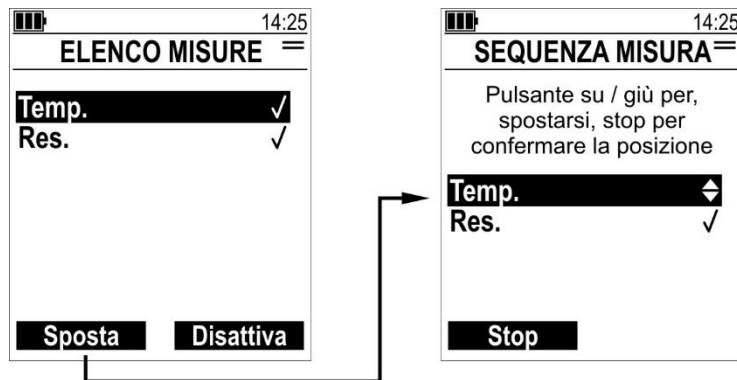 14:25
ELENCO MISURE
Temp. √
Res. √
Sposta Disattiva
14:25
SEQUENZA MISURA
Pulsante su / giù per,
spostarsi, stop per
confermare la posizione
Temp.
Res. √
Stop